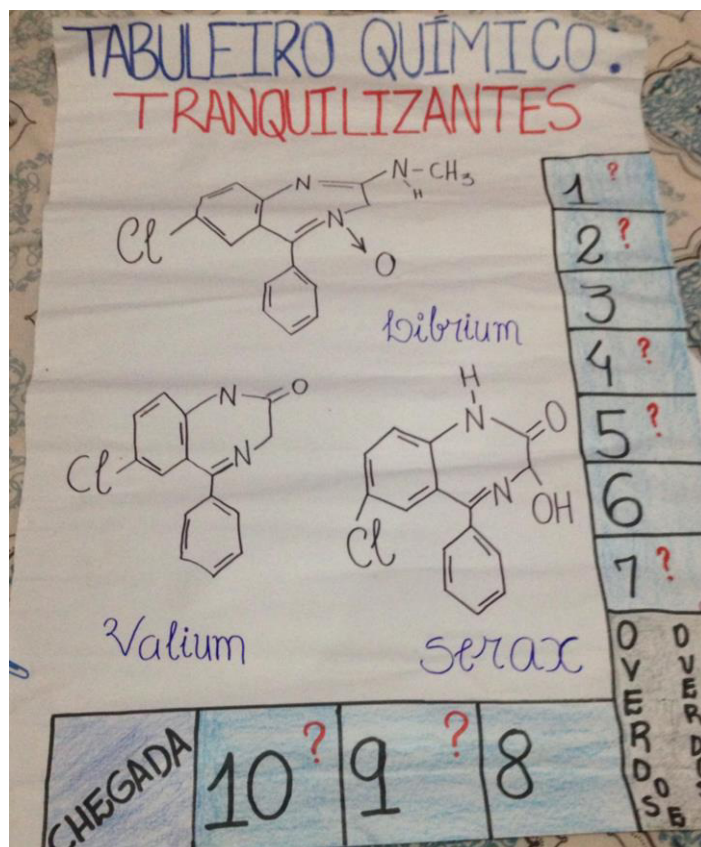 TABULEIRO QUÍMICO:
TRANQUILIZANTES
N N-CH₃
H
Cl N
O
Librium
1 ?
2 ?
3
4 ?
5 ?
6
7 ?
N O
Cl N
Valium
H
N O
N
OH
Cl
Serax
OVERDOSE
OVERDOS
CHEGADA
10 ?
9 ?
8